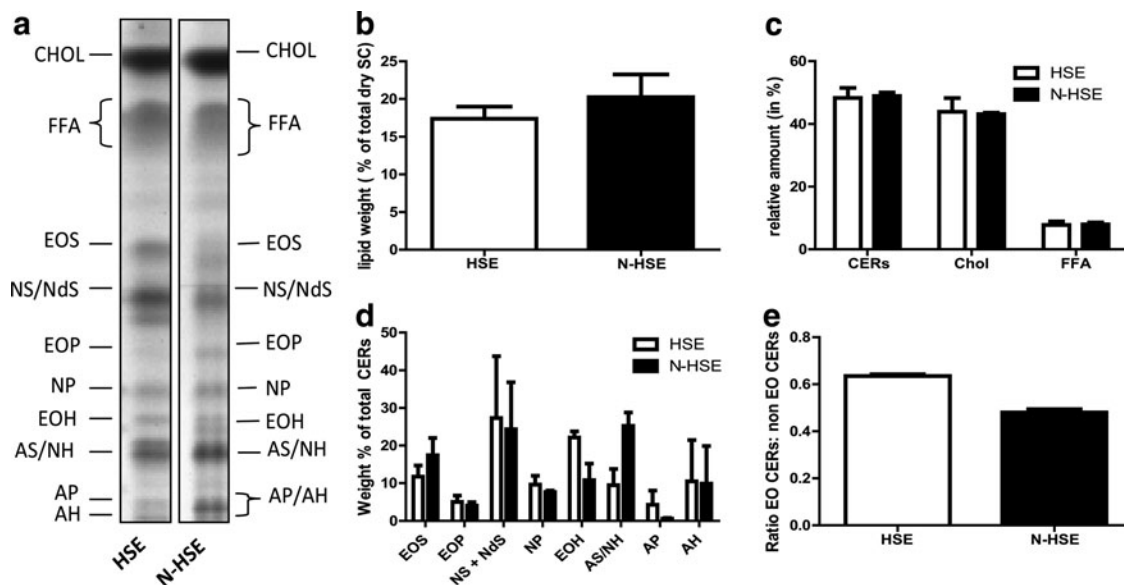 a
CHOL
FFA
EOS
NS/NdS
EOP
NP
EOH
AS/NH
AP
AH
CHOL
FFA
EOS
NS/NdS
EOP
NP
EOH
AS/NH
AP/AH
HSE
N-HSE
b
lipid weight ( % of total dry SC)
25
20
15
10
5
0
HSE
N-HSE
c
relative amount (in %)
60
40
20
0
HSE
N-HSE
CERs
Chol
FFA
d
Weight % of total CERs
50
40
30
20
10
0
HSE
N-HSE
EOS
EOP
NS + NdS
NP
EOH
AS/NH
AP
AH
e
Ratio EO CERs: non EO CERs
0.8
0.6
0.4
0.2
0.0
HSE
N-HSE